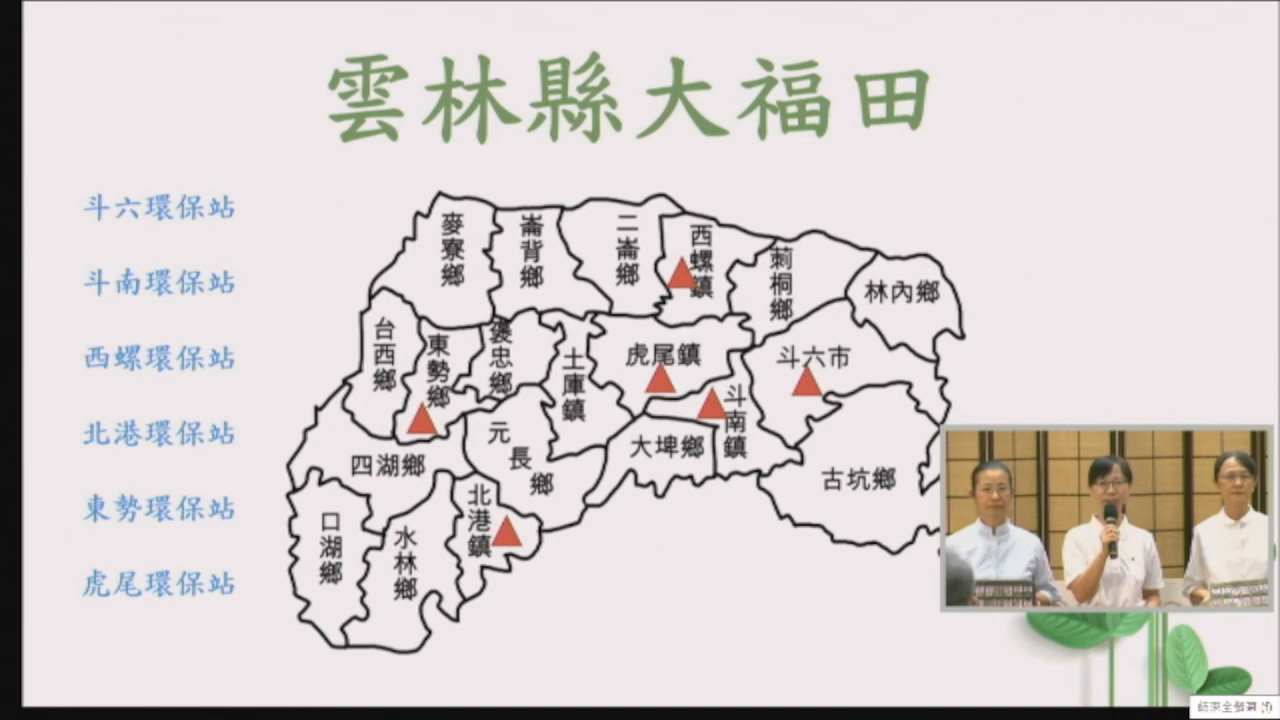 雲林縣大福田
斗六環保站
斗南環保站
西螺環保站
北港環保站
東勢環保站
虎尾環保站
麥寮鄉
崙背鄉
二崙鄉
西螺鎮
莿桐鄉
林內鄉
台西鄉
東勢鄉
褒忠鄉
土庫鎮
虎尾鎮
斗六市
斗南鎮
大埤鄉
古坑鄉
元長鄉
四湖鄉
北港鎮
口湖鄉
水林鄉
結束全螢幕